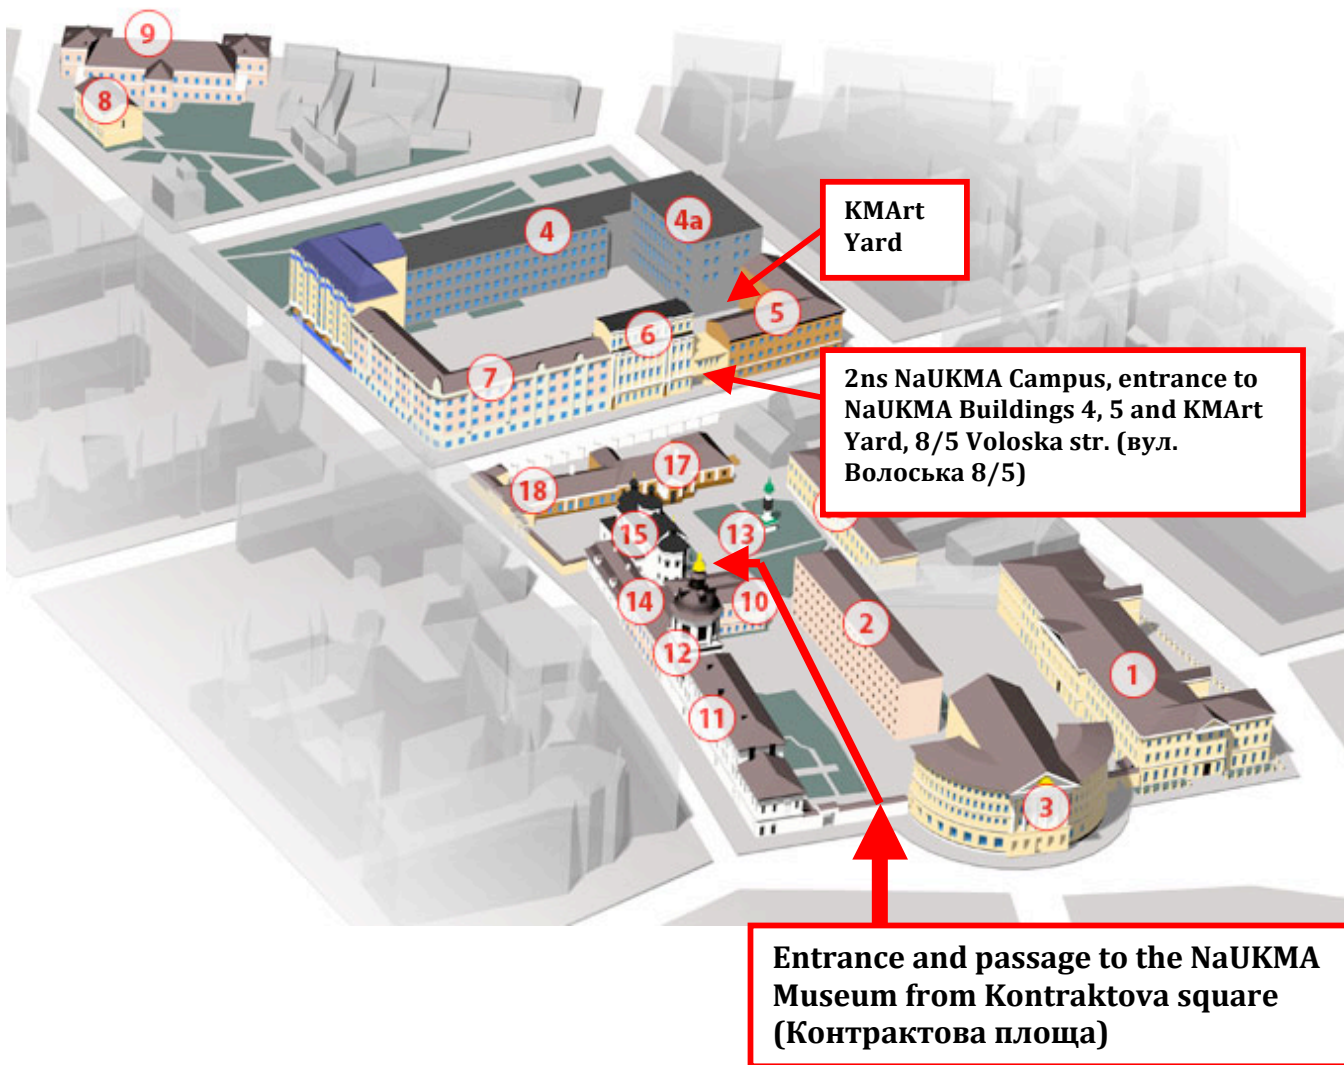 9
8
4
4a
KMArt
Yard
5
6
7
2ns NaUKMA Campus, entrance to
NaUKMA Buildings 4, 5 and KMArt
Yard, 8/5 Voloska str. (вул.
Волоська 8/5)
17
18
15
13
14
10
2
12
1
11
3
Entrance and passage to the NaUKMA
Museum from Kontraktova square
(Контрактова площа)